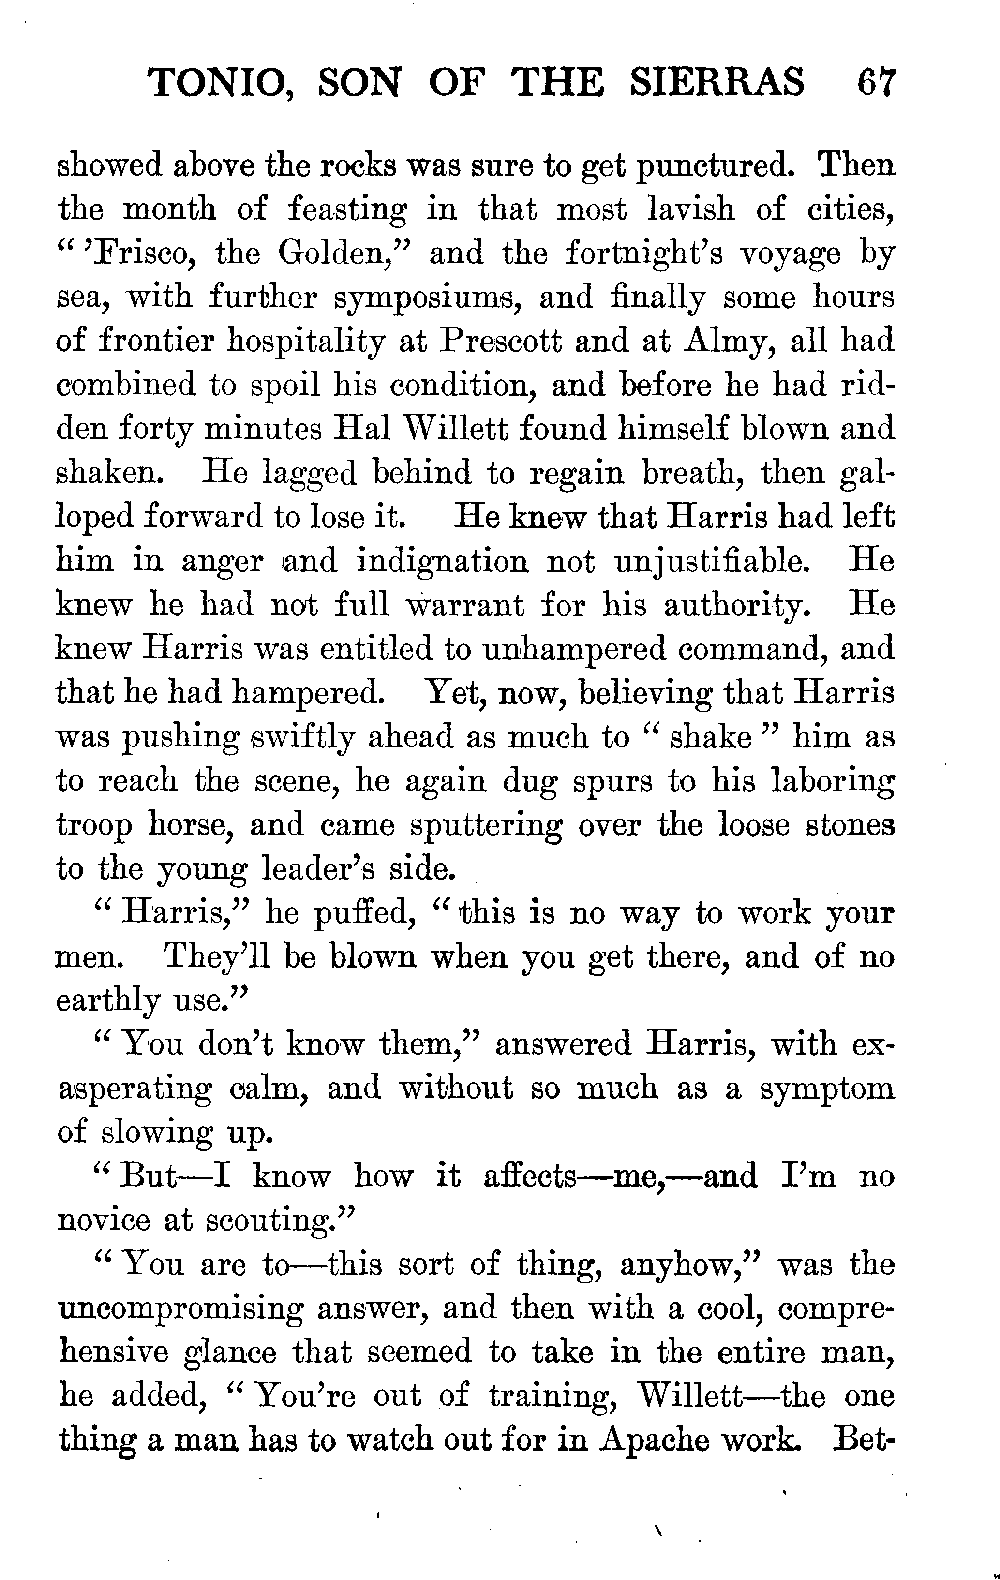 TONIO, SON OF THE SIERRAS 67
showed above the rocks was sure to get punctured. Then
the month of feasting in that most lavish of cities,
“ ’Frisco, the Golden,” and the fortnight’s voyage by
sea, with further symposiums, and finally some hours
of frontier hospitality at Prescott and at Almy, all had
combined to spoil his condition, and before he had rid-
den forty minutes Hal Willett found himself blown and
shaken. He lagged behind to regain breath, then gal-
loped forward to lose it. He knew that Harris had left
him in anger and indignation not unjustifiable. He
knew he had not full warrant for his authority. He
knew Harris was entitled to unhampered command, and
that he had hampered. Yet, now, believing that Harris
was pushing swiftly ahead as much to “ shake ” him as
to reach the scene, he again dug spurs to his laboring
troop horse, and came sputtering over the loose stones
to the young leader’s side.
“ Harris,” he puffed, “ this is no way to work your
men. They’ll be blown when you get there, and of no
earthly use.”
“ You don’t know them,” answered Harris, with ex-
asperating calm, and without so much as a symptom
of slowing up.
“ But—I know how it affects—me,—and I’m no
novice at scouting.”
“ You are to—this sort of thing, anyhow,” was the
uncompromising answer, and then with a cool, compre-
hensive glance that seemed to take in the entire man,
he added, “ You’re out of training, Willett—the one
thing a man has to watch out for in Apache work. Bet-